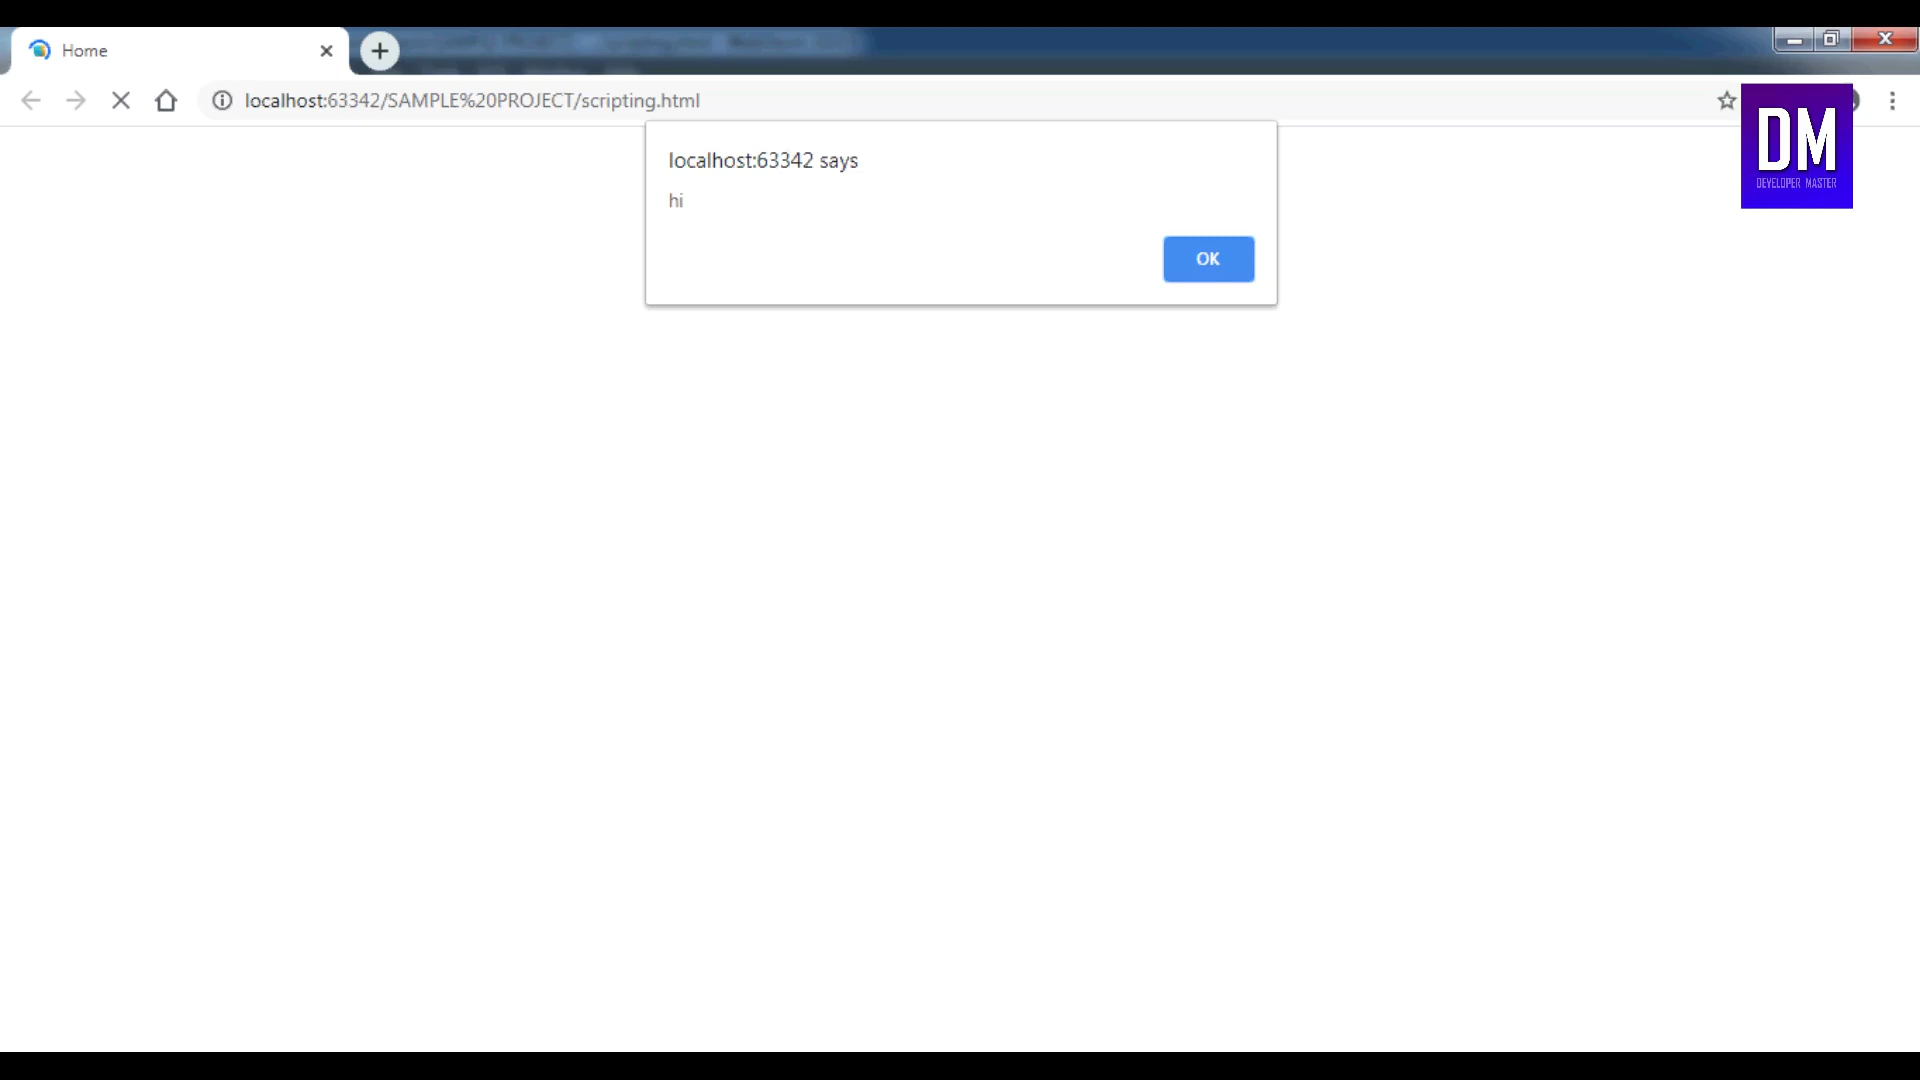 Home
localhost:63342/SAMPLE%20PROJECT/scripting.html
localhost:63342 says
hi
OK
DM
DEVELOPER MASTER